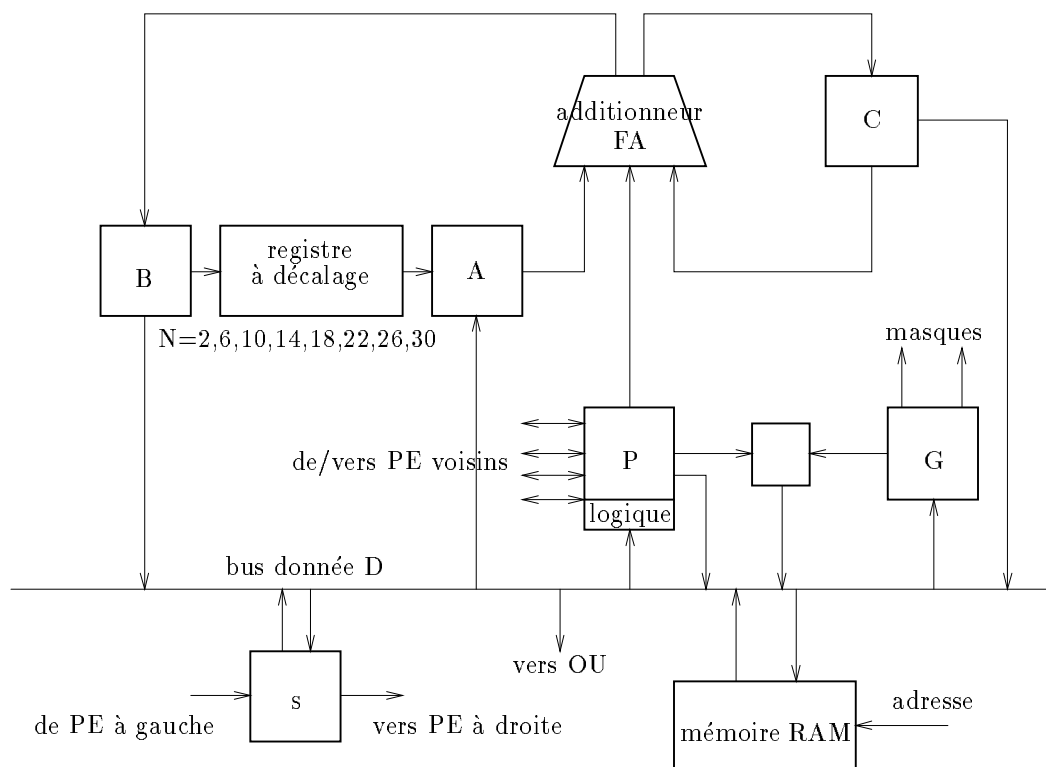 additionneur
FA
C
registre
à décalage
B
A
N=2,6,10,14,18,22,26,30
masques
de/vers PE voisins
P
G
logique
bus donnée D
vers OU
s
adresse
de PE à gauche
vers PE à droite
mémoire RAM